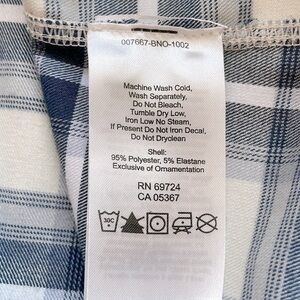 007667-BNO-1002
Machine Wash Cold,
Wash Separately,
Do Not Bleach,
Tumble Dry Low,
Iron Low No Steam,
If Present Do Not Iron Decal,
Do Not Dryclean
Shell:
95% Polyester, 5% Elastane
Exclusive of Ornamentation
RN 69724
CA 05367
30C